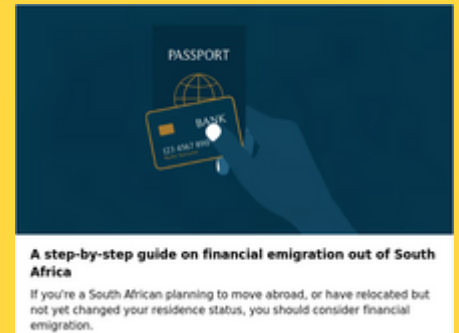 PASSPORT
BANK
123 4567 890
A step-by-step guide on financial emigration out of South
Africa
If you're a South African planning to move abroad, or have relocated but
not yet changed your residence status, you should consider financial
emigration.